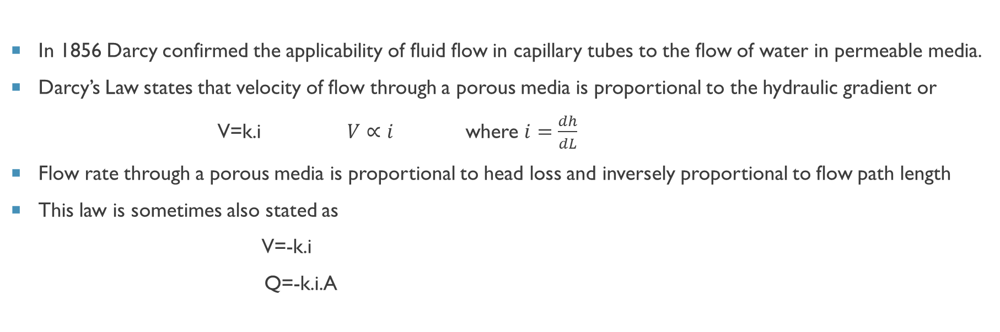 ▪ In 1856 Darcy confirmed the applicability of fluid flow in capillary tubes to the flow of water in permeable media.
▪ Darcy’s Law states that velocity of flow through a porous media is proportional to the hydraulic gradient or
V=k.i V ∝ i where i = dh/dL
▪ Flow rate through a porous media is proportional to head loss and inversely proportional to flow path length
▪ This law is sometimes also stated as
V=-k.i
Q=-k.i.A